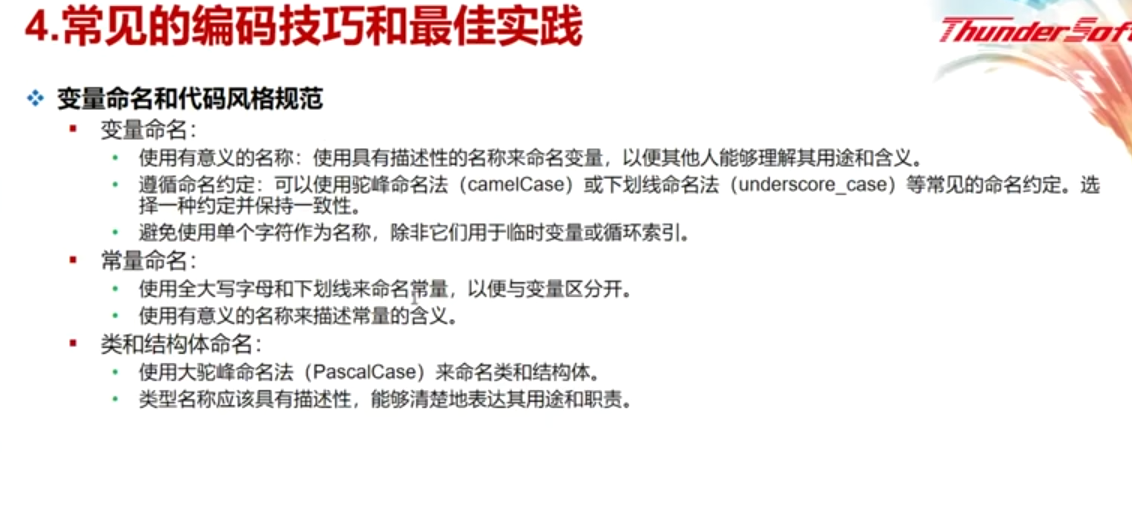 4.常见的编码技巧和最佳实践
ThunderSoft
变量命名和代码风格规范
变量命名：
使用有意义的名称：使用具有描述性的名称来命名变量，以便其他人能够理解其用途和含义。
遵循命名约定：可以使用驼峰命名法（camelCase）或下划线命名法（underscore_case）等常见的命名约定。选
择一种约定并保持一致性。
避免使用单个字符作为名称，除非它们用于临时变量或循环索引。
常量命名：
使用全大写字母和下划线来命名常量，以便与变量区分开。
使用有意义的名称来描述常量的含义。
类和结构体命名：
使用大驼峰命名法（PascalCase）来命名类和结构体。
类型名称应该具有描述性，能够清楚地表达其用途和职责。